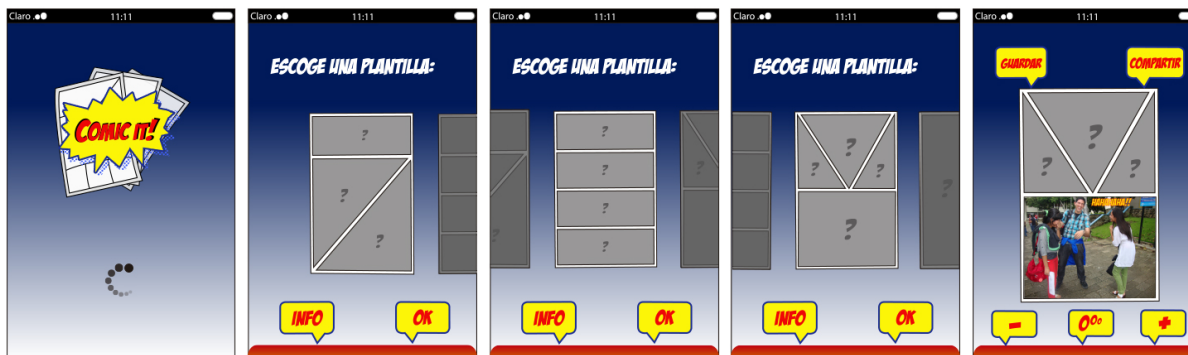 Claro 11:11
COMIC IT!
Claro 11:11
ESCOGE UNA PLANTILLA:
?
?
?
INFO OK
Claro 11:11
ESCOGE UNA PLANTILLA:
?
?
?
?
INFO OK
Claro 11:11
ESCOGE UNA PLANTILLA:
?
? ?
?
?
INFO OK
Claro 11:11
GUARDAR COMPARTIR
?
? ?
HAHAHAHA!!
- +